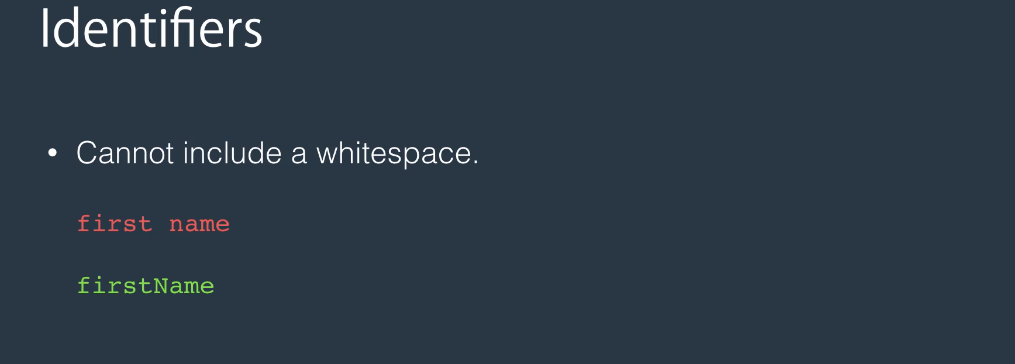 Identifiers
• Cannot include a whitespace.
first name
firstName